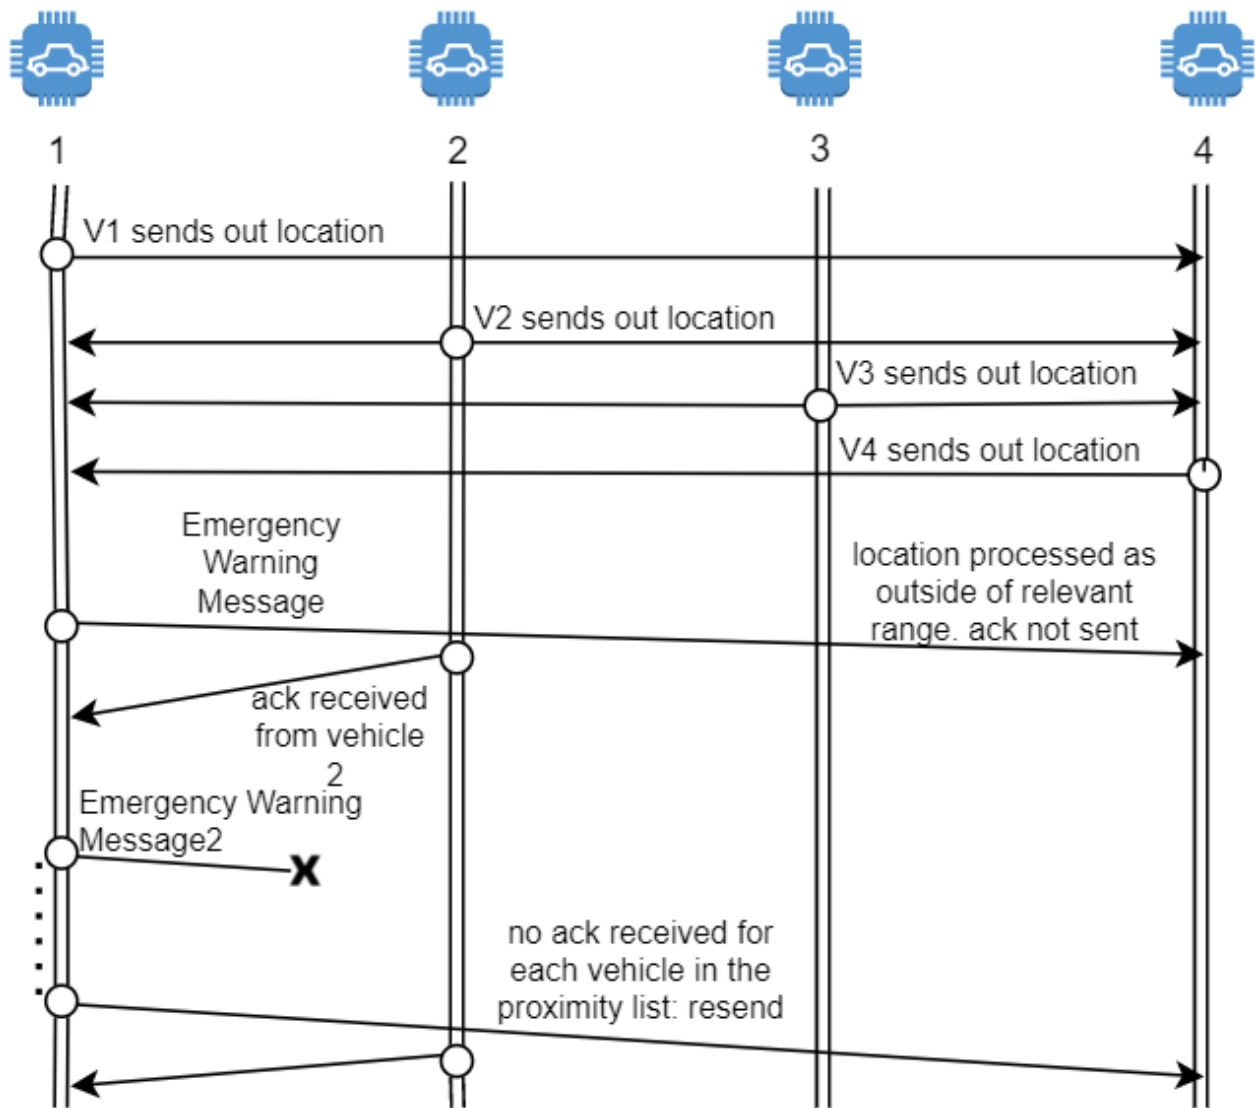 1
2
3
4
V1 sends out location
V2 sends out location
V3 sends out location
V4 sends out location
Emergency
Warning
Message
location processed as
outside of relevant
range. ack not sent
ack received
from vehicle
2
Emergency Warning
Message2
X
no ack received for
each vehicle in the
proximity list: resend